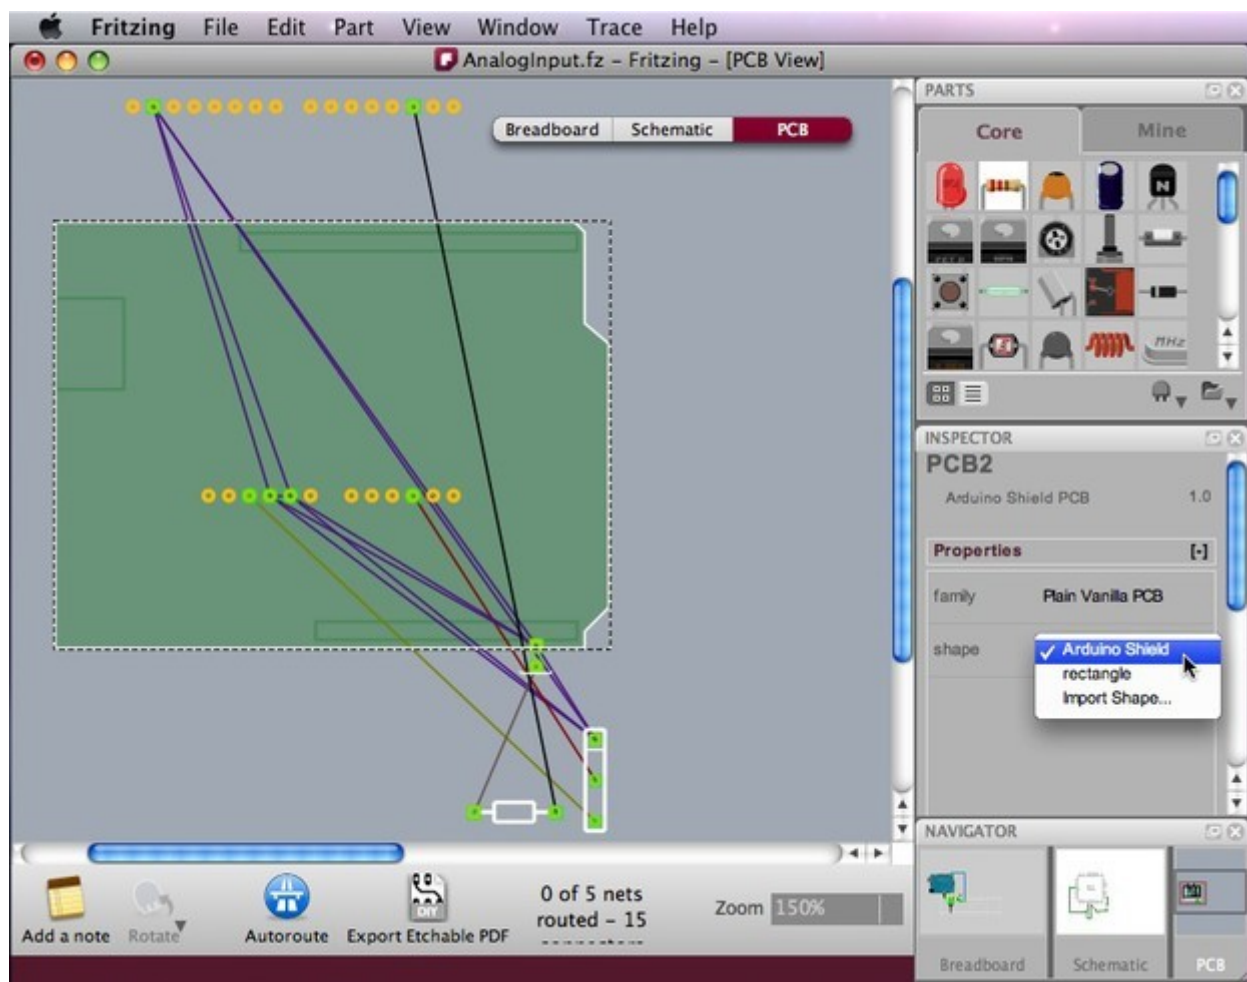 Fritzing File Edit Part View Window Trace Help
AnalogInput.fz – Fritzing – [PCB View]
Breadboard Schematic PCB
PARTS
Core Mine
N
MHz
INSPECTOR
PCB2
Arduino Shield PCB 1.0
Properties [-]
family Plain Vanilla PCB
shape ✓ Arduino Shield
rectangle
Import Shape...
NAVIGATOR
Breadboard Schematic PCB
Add a note Rotate Autoroute DIY Export Etchable PDF
0 of 5 nets
routed – 15
Zoom 150%